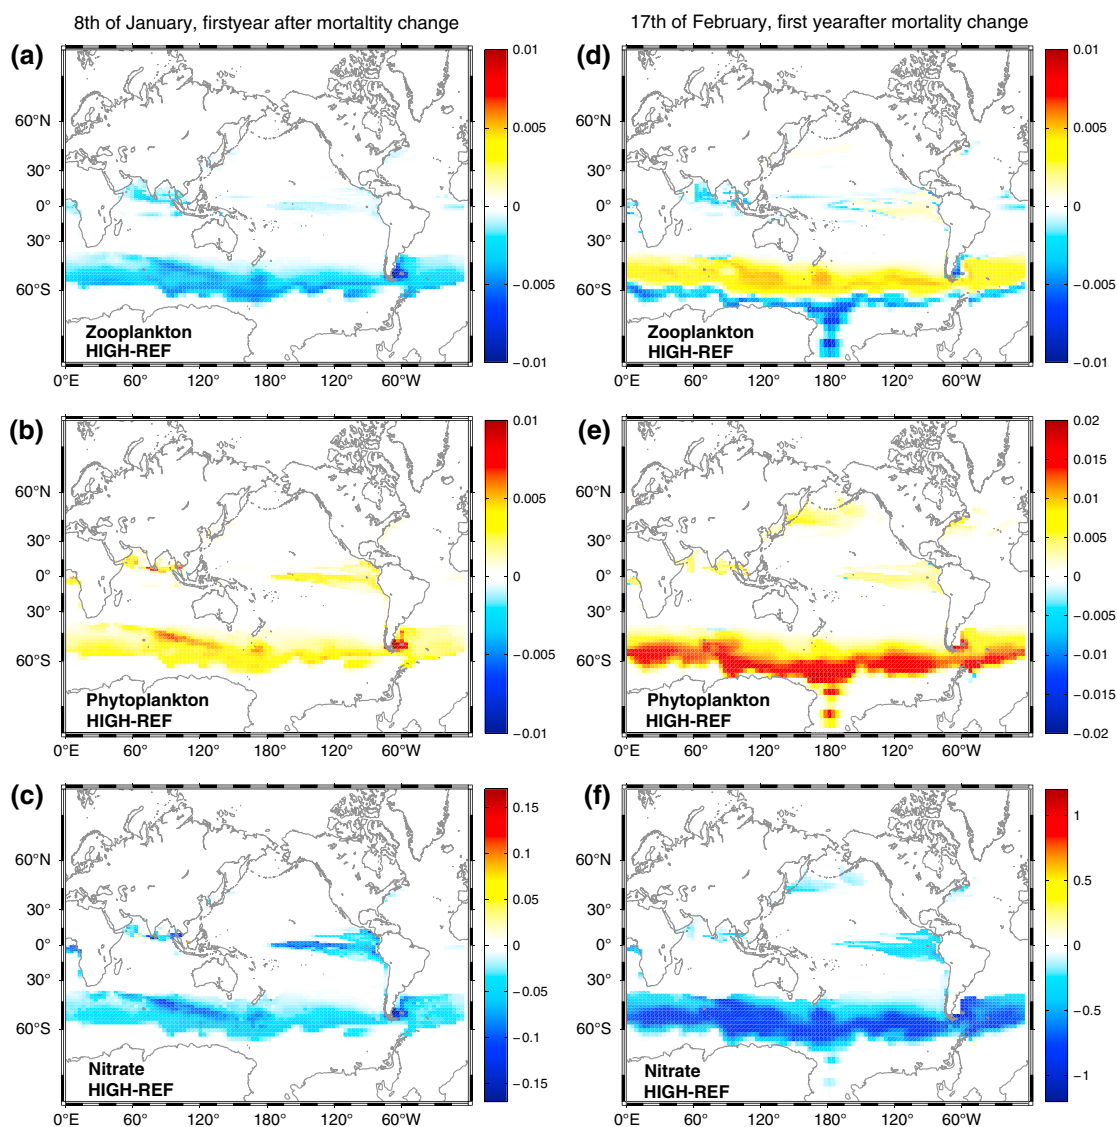 8th of January, firstyear after mortaltity change
17th of February, first yearafter mortality change
(a)
60°N
30°
0°
30°
60°S
Zooplankton
HIGH-REF
0°E 60° 120° 180° 120° 60°W
0.01
0.005
0
−0.005
−0.01
(d)
60°N
30°
0°
30°
60°S
Zooplankton
HIGH-REF
0°E 60° 120° 180° 120° 60°W
0.01
0.005
0
−0.005
−0.01
(b)
60°N
30°
0°
30°
60°S
Phytoplankton
HIGH-REF
0°E 60° 120° 180° 120° 60°W
0.01
0.005
0
−0.005
−0.01
(e)
60°N
30°
0°
30°
60°S
Phytoplankton
HIGH-REF
0°E 60° 120° 180° 120° 60°W
0.02
0.015
0.01
0.005
0
−0.005
−0.01
−0.015
−0.02
(c)
60°N
30°
0°
30°
60°S
Nitrate
HIGH-REF
0°E 60° 120° 180° 120° 60°W
0.15
0.1
0.05
0
−0.05
−0.1
−0.15
(f)
60°N
30°
0°
30°
60°S
Nitrate
HIGH-REF
0°E 60° 120° 180° 120° 60°W
1
0.5
0
−0.5
−1